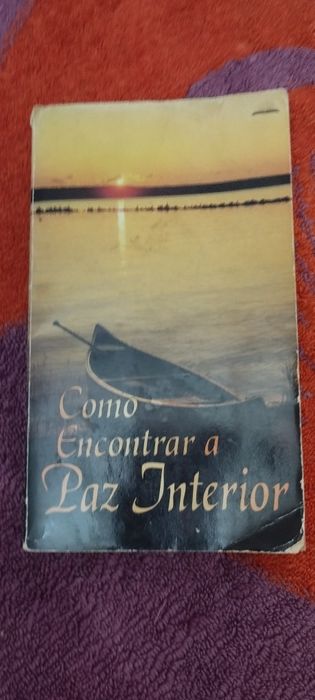 Como
Encontrar a
Paz Interior